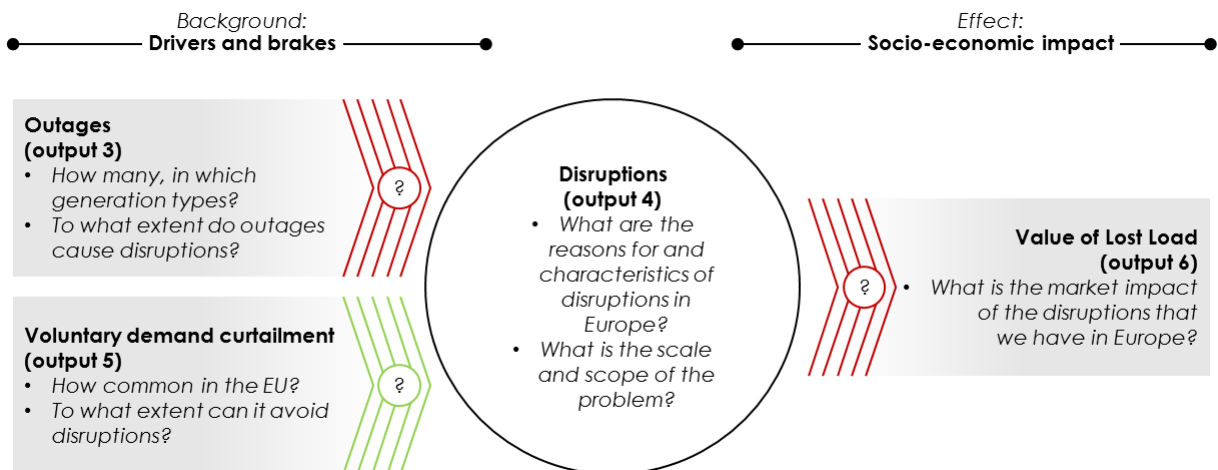 Background:
Drivers and brakes
Effect:
Socio-economic impact
Outages
(output 3)
• How many, in which
generation types?
• To what extent do outages
cause disruptions?
?
Voluntary demand curtailment
(output 5)
• How common in the EU?
• To what extent can it avoid
disruptions?
?
Disruptions
(output 4)
• What are the
reasons for and
characteristics of
disruptions in
Europe?
• What is the scale
and scope of the
problem?
?
Value of Lost Load
(output 6)
• What is the market impact
of the disruptions that
we have in Europe?